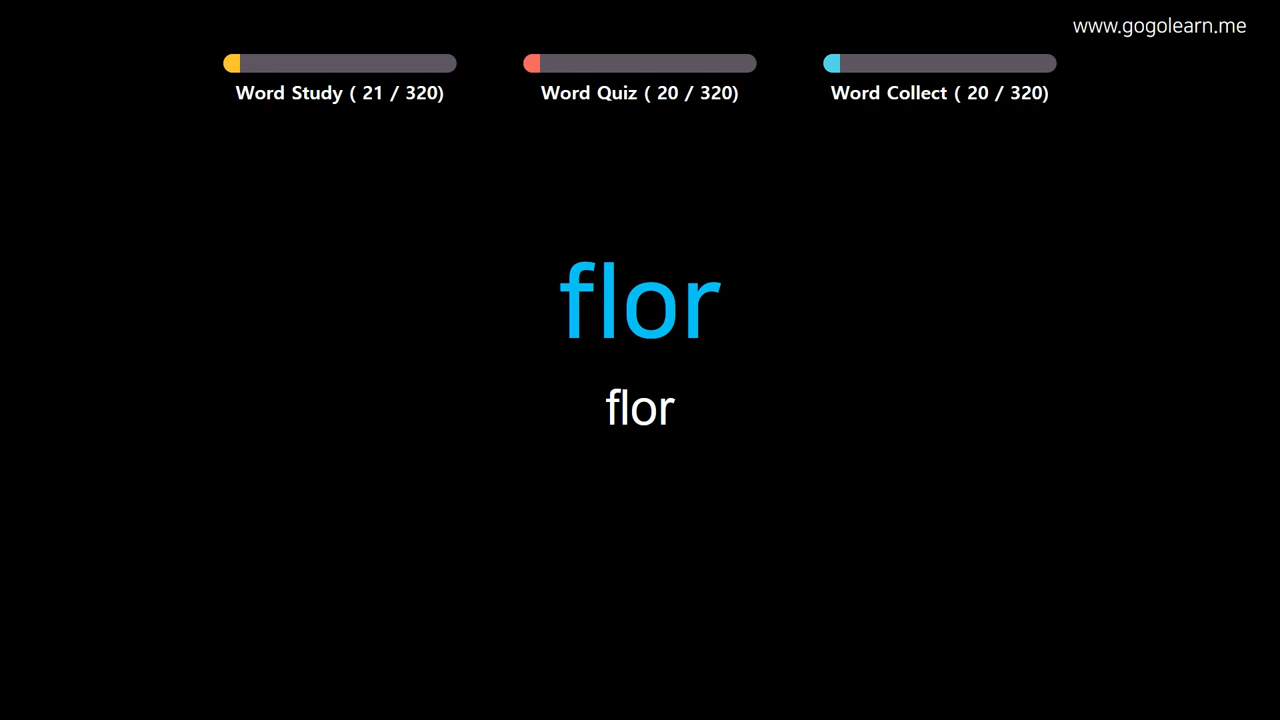 www.gogolearn.me
Word Study ( 21 / 320)
Word Quiz ( 20 / 320)
Word Collect ( 20 / 320)
flor
flor